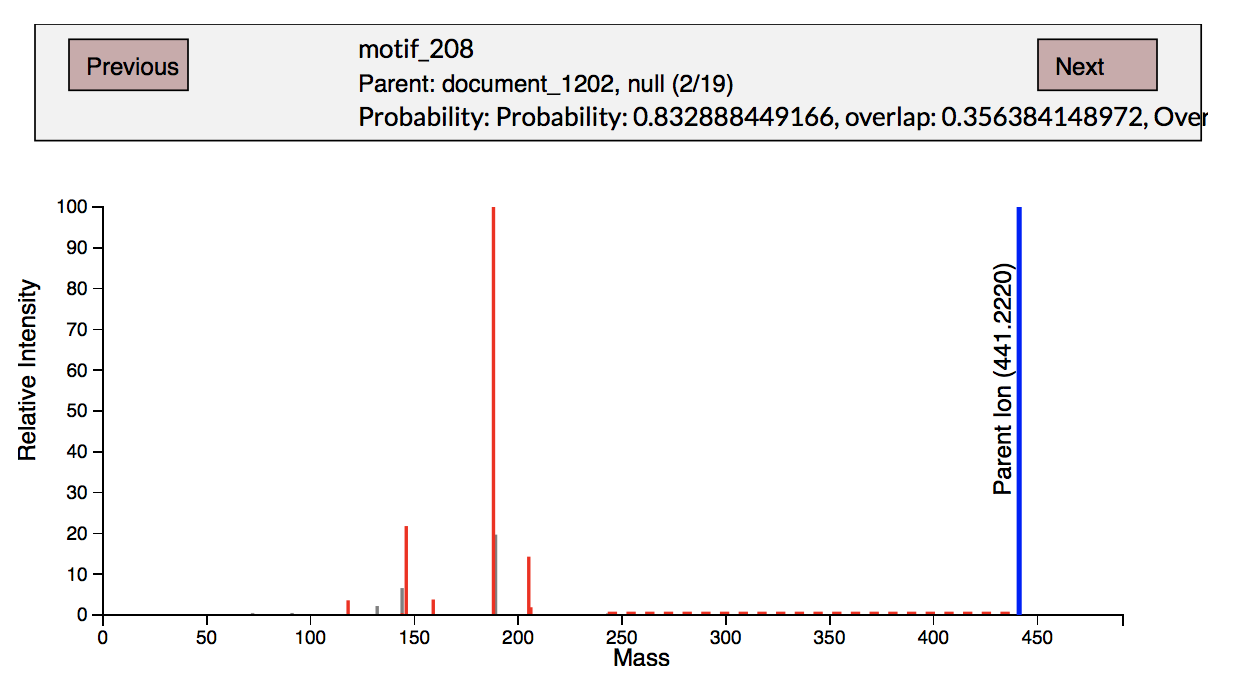 motif_208
Previous
Next
Parent: document_1202, null (2/19)
Probability: Probability: 0.832888449166, overlap: 0.356384148972, Over
100
90
80
70
60
50
40
30
20
10
0
Relative Intensity
Parent Ion (441.2220)
0 50 100 150 200 250 300 350 400 450
Mass